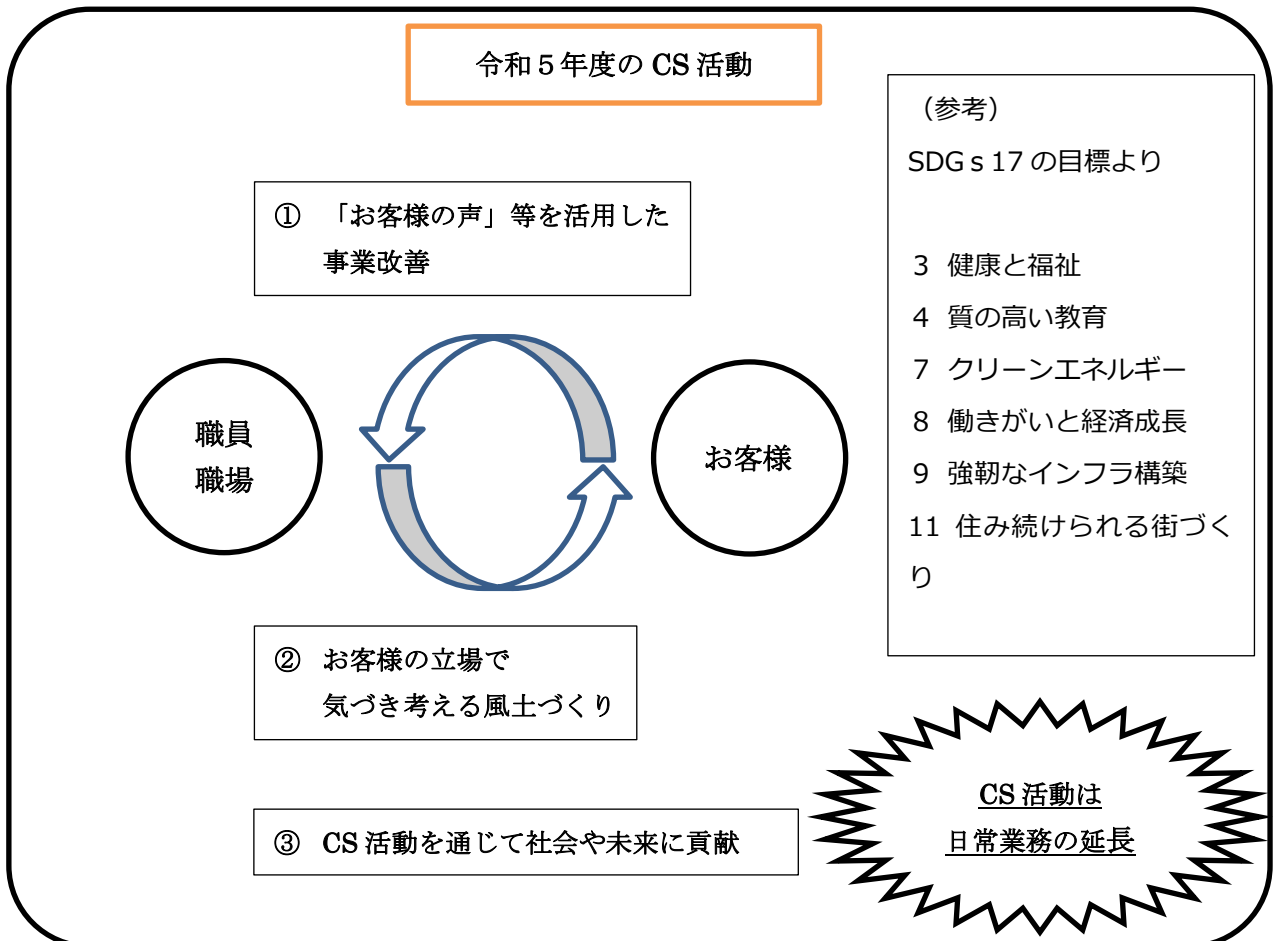 令和５年度の CS 活動
（参考）
SDGｓ17 の目標より
３ 健康と福祉
４ 質の高い教育
７ クリーンエネルギー
８ 働きがいと経済成長
９ 強靭なインフラ構築
11 住み続けられる街づく
り
① 「お客様の声」等を活用した
事業改善
職員
職場
お客様
② お客様の立場で
気づき考える風土づくり
③ CS 活動を通じて社会や未来に貢献
CS 活動は
日常業務の延長